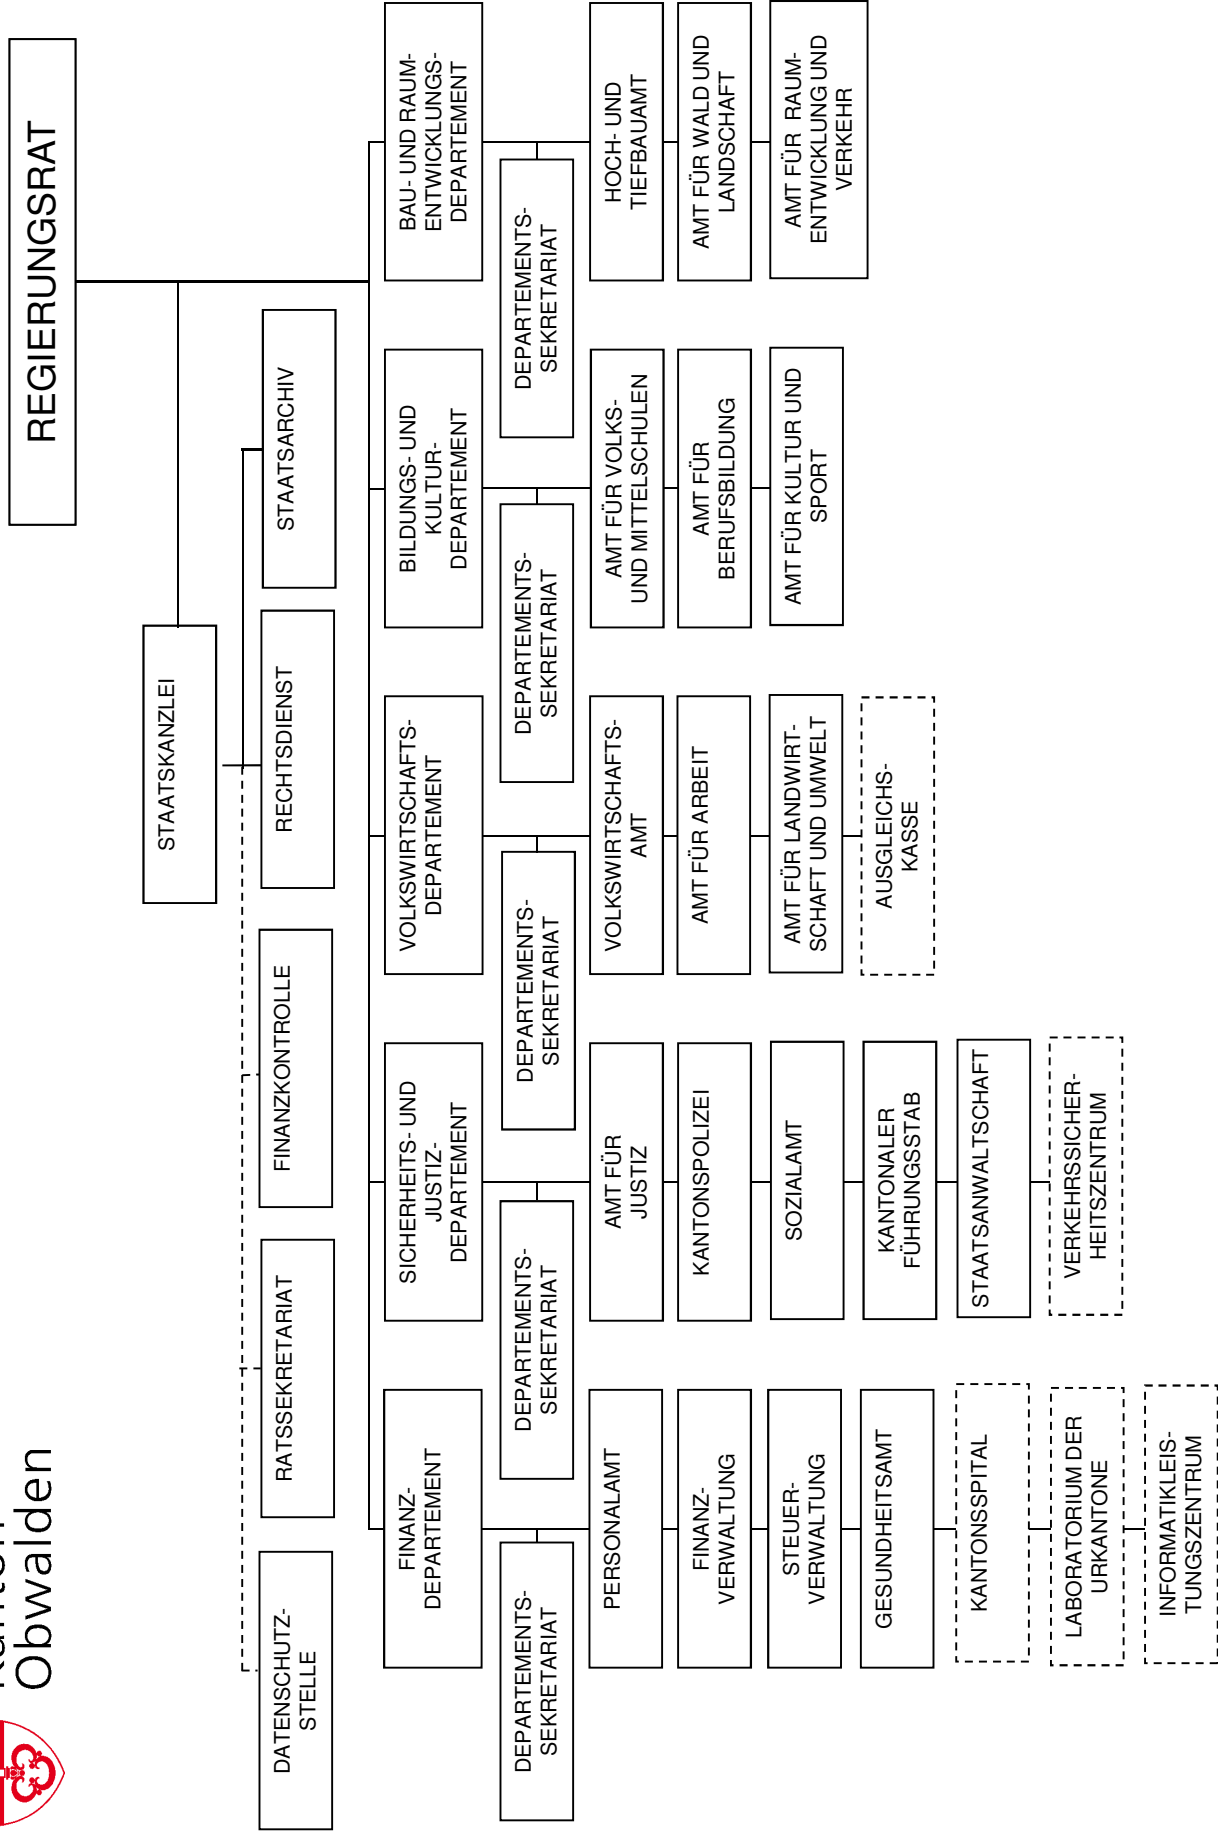 Obwalden
REGIERUNGSRAT
STAATSKANZLEI
DATENSCHUTZ-
STELLE
RATSSEKRETARIAT
FINANZKONTROLLE
RECHTSDIENST
STAATSARCHIV
FINANZ-
DEPARTEMENT
SICHERHEITS- UND
JUSTIZ-
DEPARTEMENT
VOLKSWIRTSCHAFTS-
DEPARTEMENT
BILDUNGS- UND
KULTUR-
DEPARTEMENT
BAU- UND RAUM-
ENTWICKLUNGS-
DEPARTEMENT
DEPARTEMENTS-
SEKRETARIAT
DEPARTEMENTS-
SEKRETARIAT
DEPARTEMENTS-
SEKRETARIAT
DEPARTEMENTS-
SEKRETARIAT
DEPARTEMENTS-
SEKRETARIAT
PERSONALAMT
AMT FÜR
JUSTIZ
VOLKSWIRTSCHAFTS-
AMT
AMT FÜR VOLKS-
UND MITTELSCHULEN
HOCH- UND
TIEFBAUAMT
FINANZ-
VERWALTUNG
KANTONSPOLIZEI
AMT FÜR ARBEIT
AMT FÜR
BERUFSBILDUNG
AMT FÜR WALD UND
LANDSCHAFT
STEUER-
VERWALTUNG
SOZIALAMT
AMT FÜR LANDWIRT-
SCHAFT UND UMWELT
AMT FÜR KULTUR UND
SPORT
AMT FÜR RAUM-
ENTWICKLUNG UND
VERKEHR
GESUNDHEITSAMT
KANTONALER
FÜHRUNGSSTAB
AUSGLEICHS-
KASSE
KANTONSSPITAL
STAATSANWALTSCHAFT
LABORATORIUM DER
URKANTONE
VERKEHRSSICHER-
HEITSZENTRUM
INFORMATIKLEIS-
TUNGSZENTRUM